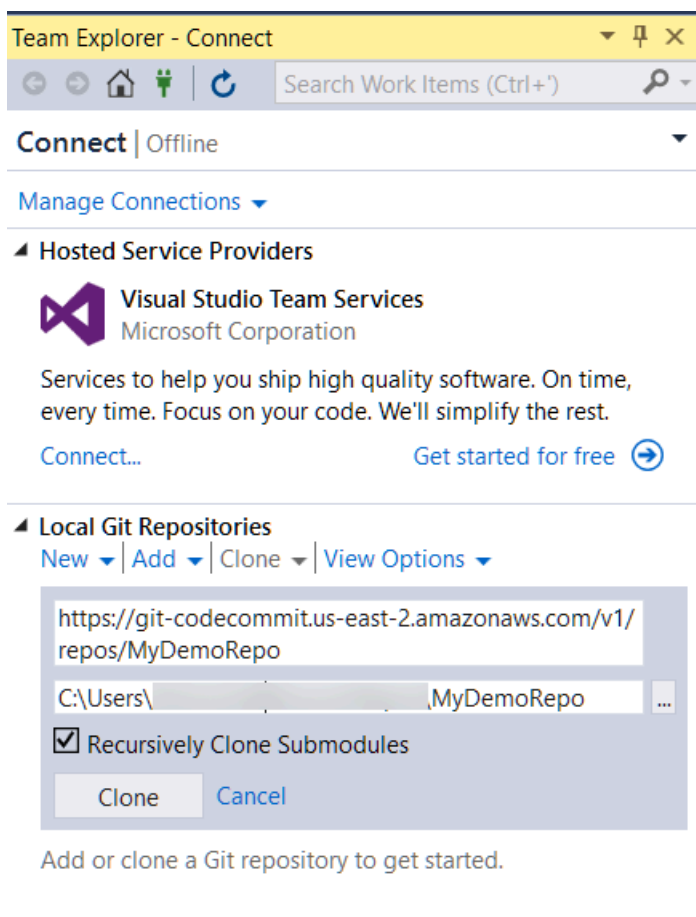 Team Explorer - Connect
Search Work Items (Ctrl+')
Connect | Offline
Manage Connections
Hosted Service Providers
Visual Studio Team Services
Microsoft Corporation
Services to help you ship high quality software. On time,
every time. Focus on your code. We'll simplify the rest.
Connect... Get started for free
Local Git Repositories
New | Add | Clone | View Options
https://git-codecommit.us-east-2.amazonaws.com/v1/
repos/MyDemoRepo
C:\Users\ \MyDemoRepo ...
Recursively Clone Submodules
Clone Cancel
Add or clone a Git repository to get started.